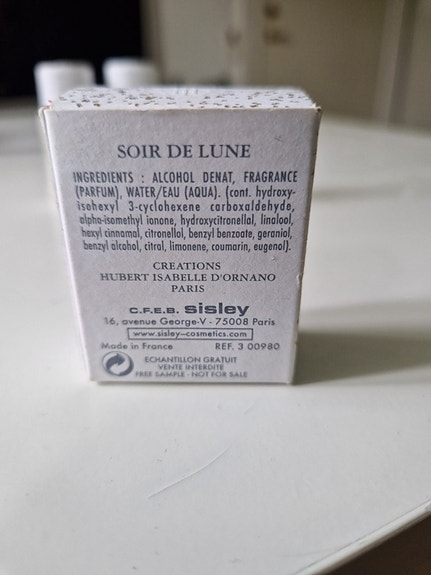 SOIR DE LUNE
INGREDIENTS : ALCOHOL DENAT, FRAGRANCE
(PARFUM), WATER/EAU (AQUA). (cont. hydroxy-
isohexyl 3-cyclohexene carboxaldehyde,
alpha-isomethyl ionone, hydroxycitronellal, linalool,
hexyl cinnamal, citronellol, benzyl benzoate, geraniol,
benzyl alcohol, citral, limonene, coumarin, eugenol).
CREATIONS
HUBERT ISABELLE D'ORNANO
PARIS
C.F.E.B. sisley
16, avenue George-V - 75008 Paris
www.sisley-cosmetics.com
Made in France REF. 3 00980
ECHANTILLON GRATUIT
VENTE INTERDITE
FREE SAMPLE - NOT FOR SALE